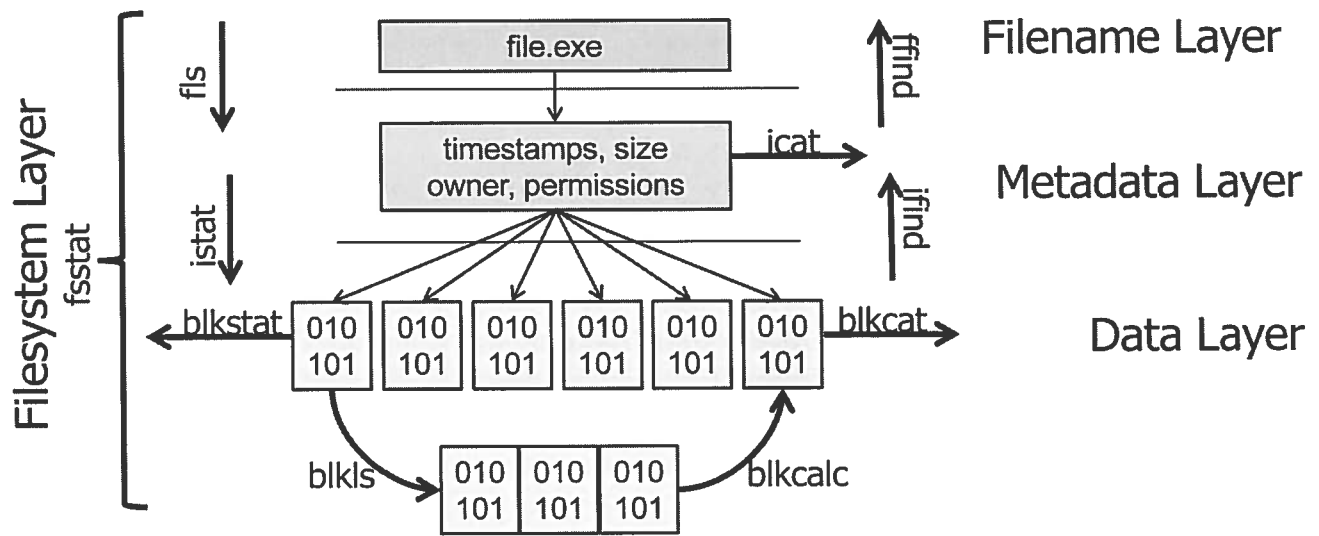 file.exe
Filename Layer
fls
ffind
timestamps, size
owner, permissions
icat
Metadata Layer
Filesystem Layer
fsstat
istat
ifind
blkstat
010
101
010
101
010
101
010
101
010
101
010
101
blkcat
Data Layer
blkls
010
101
010
101
010
101
blkcalc